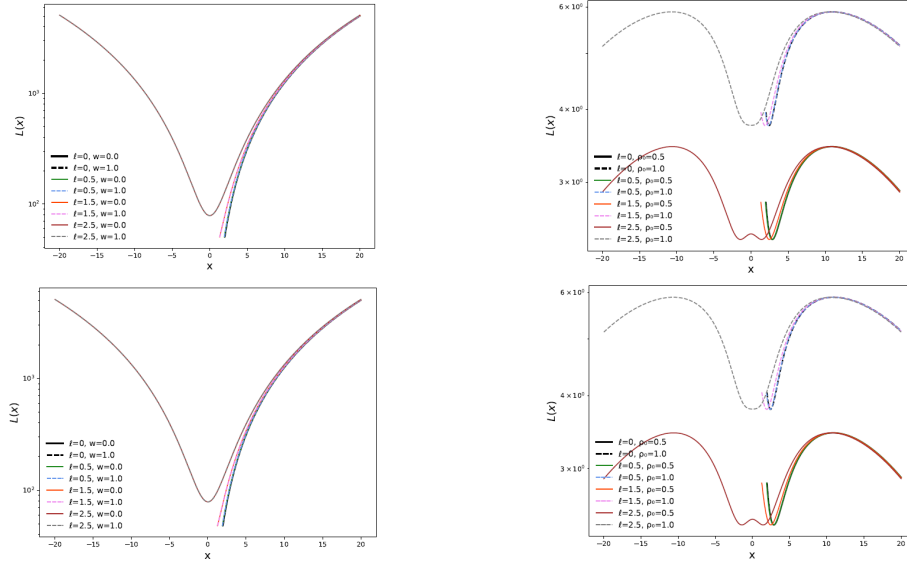 L(x)
10³
10²
ℓ=0, w=0.0
ℓ=0, w=1.0
ℓ=0.5, w=0.0
ℓ=0.5, w=1.0
ℓ=1.5, w=0.0
ℓ=1.5, w=1.0
ℓ=2.5, w=0.0
ℓ=2.5, w=1.0
−20 −15 −10 −5 0 5 10 15 20
x
L(x)
6 × 10⁰
4 × 10⁰
3 × 10⁰
ℓ=0, ρ₀=0.5
ℓ=0, ρ₀=1.0
ℓ=0.5, ρ₀=0.5
ℓ=0.5, ρ₀=1.0
ℓ=1.5, ρ₀=0.5
ℓ=1.5, ρ₀=1.0
ℓ=2.5, ρ₀=0.5
ℓ=2.5, ρ₀=1.0
−20 −15 −10 −5 0 5 10 15 20
x
L(x)
10³
10²
ℓ=0, w=0.0
ℓ=0, w=1.0
ℓ=0.5, w=0.0
ℓ=0.5, w=1.0
ℓ=1.5, w=0.0
ℓ=1.5, w=1.0
ℓ=2.5, w=0.0
ℓ=2.5, w=1.0
−20 −15 −10 −5 0 5 10 15 20
x
L(x)
6 × 10⁰
4 × 10⁰
3 × 10⁰
ℓ=0, ρ₀=0.5
ℓ=0, ρ₀=1.0
ℓ=0.5, ρ₀=0.5
ℓ=0.5, ρ₀=1.0
ℓ=1.5, ρ₀=0.5
ℓ=1.5, ρ₀=1.0
ℓ=2.5, ρ₀=0.5
ℓ=2.5, ρ₀=1.0
−20 −15 −10 −5 0 5 10 15 20
x